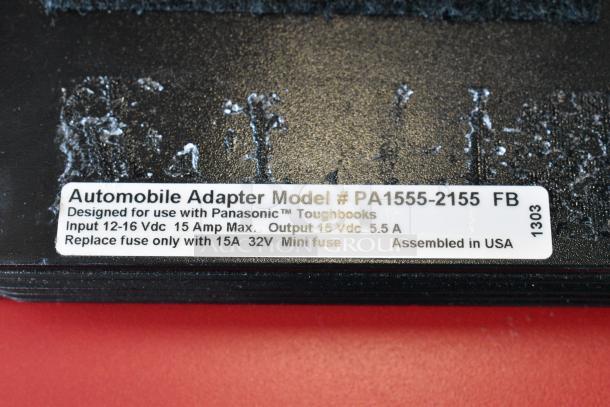 Automobile Adapter Model # PA1555-2155 FB
Designed for use with Panasonic™ Toughbooks
Input 12-16 Vdc 15 Amp Max. Output 15 Vdc 5.5 A
Replace fuse only with 15A 32V Mini fuse Assembled in USA
1303